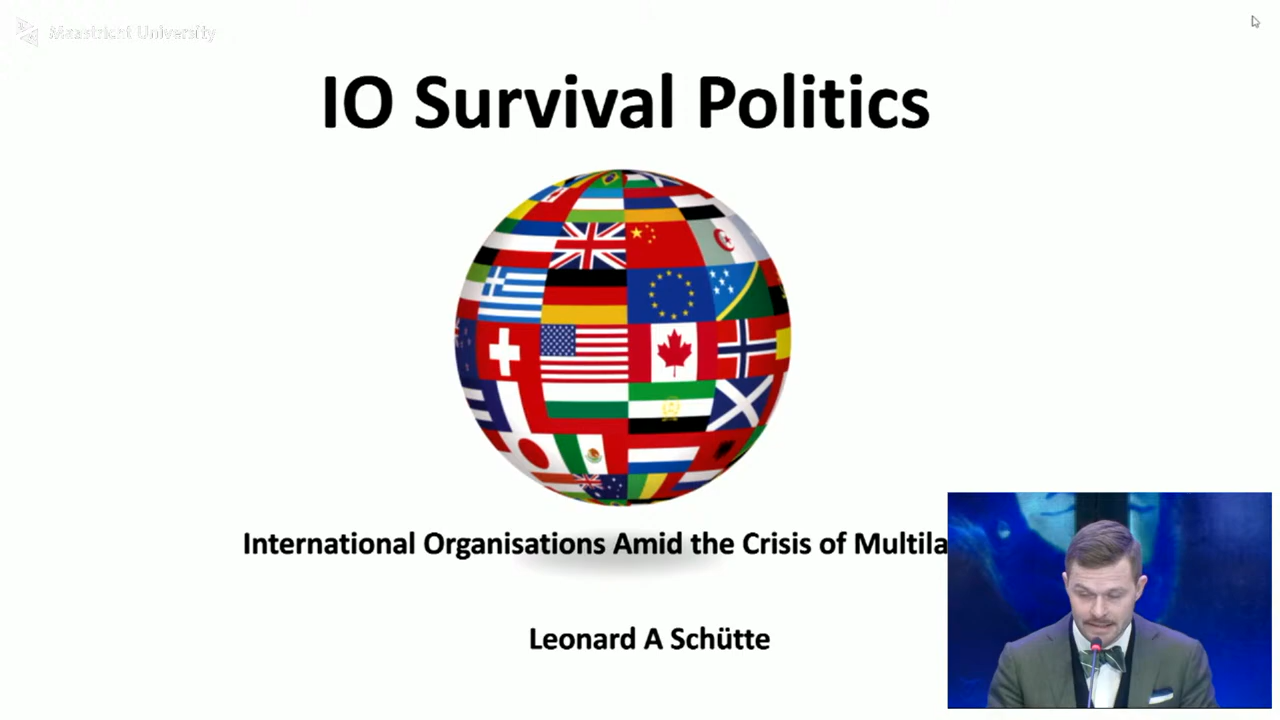 Maastricht University
IO Survival Politics
International Organisations Amid the Crisis of Multila
Leonard A Schütte